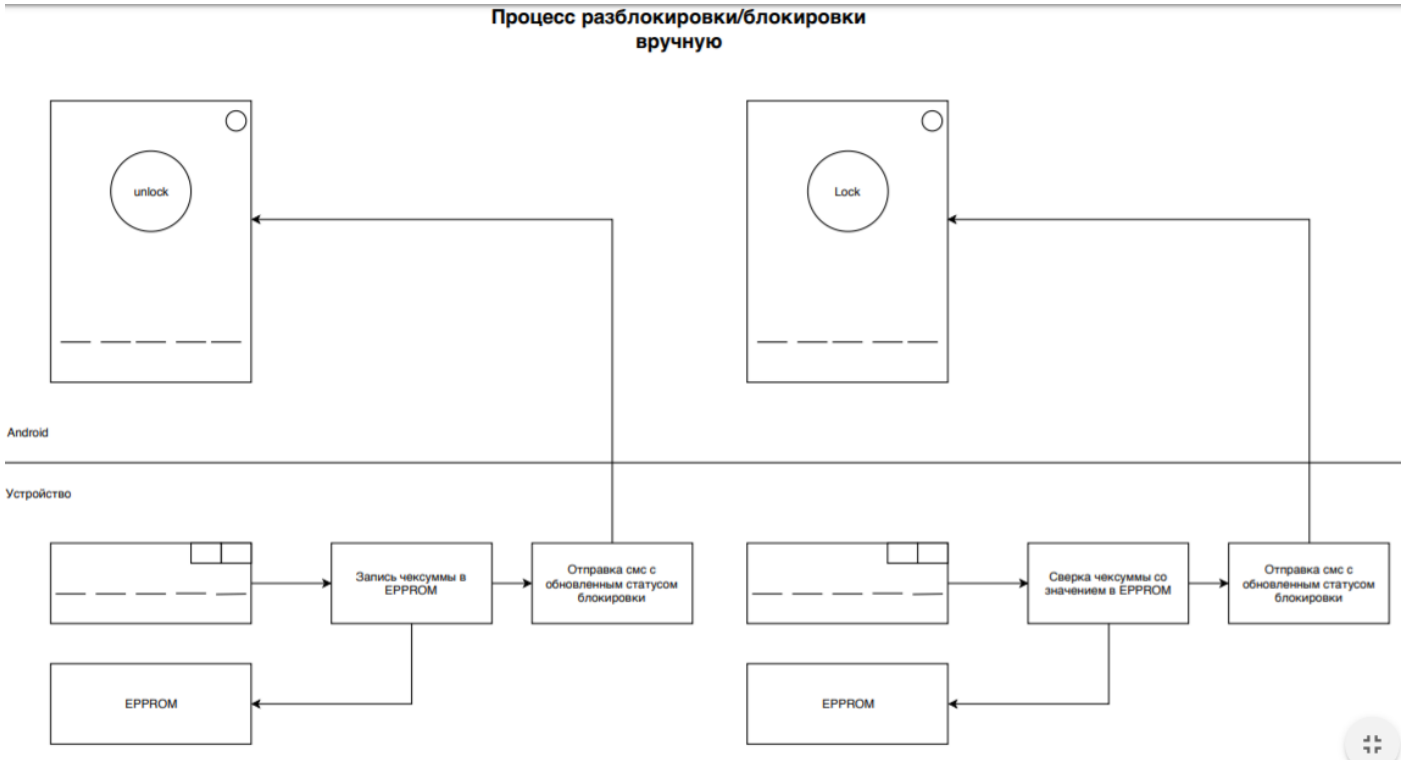 Процесс разблокировки/блокировки
вручную
unlock
Lock
Android
Устройство
Запись чексуммы в
EPPROM
Отправка смс с
обновленным статусом
блокировки
Сверка чексуммы со
значением в EPPROM
Отправка смс с
обновленным статусом
блокировки
EPPROM
EPPROM